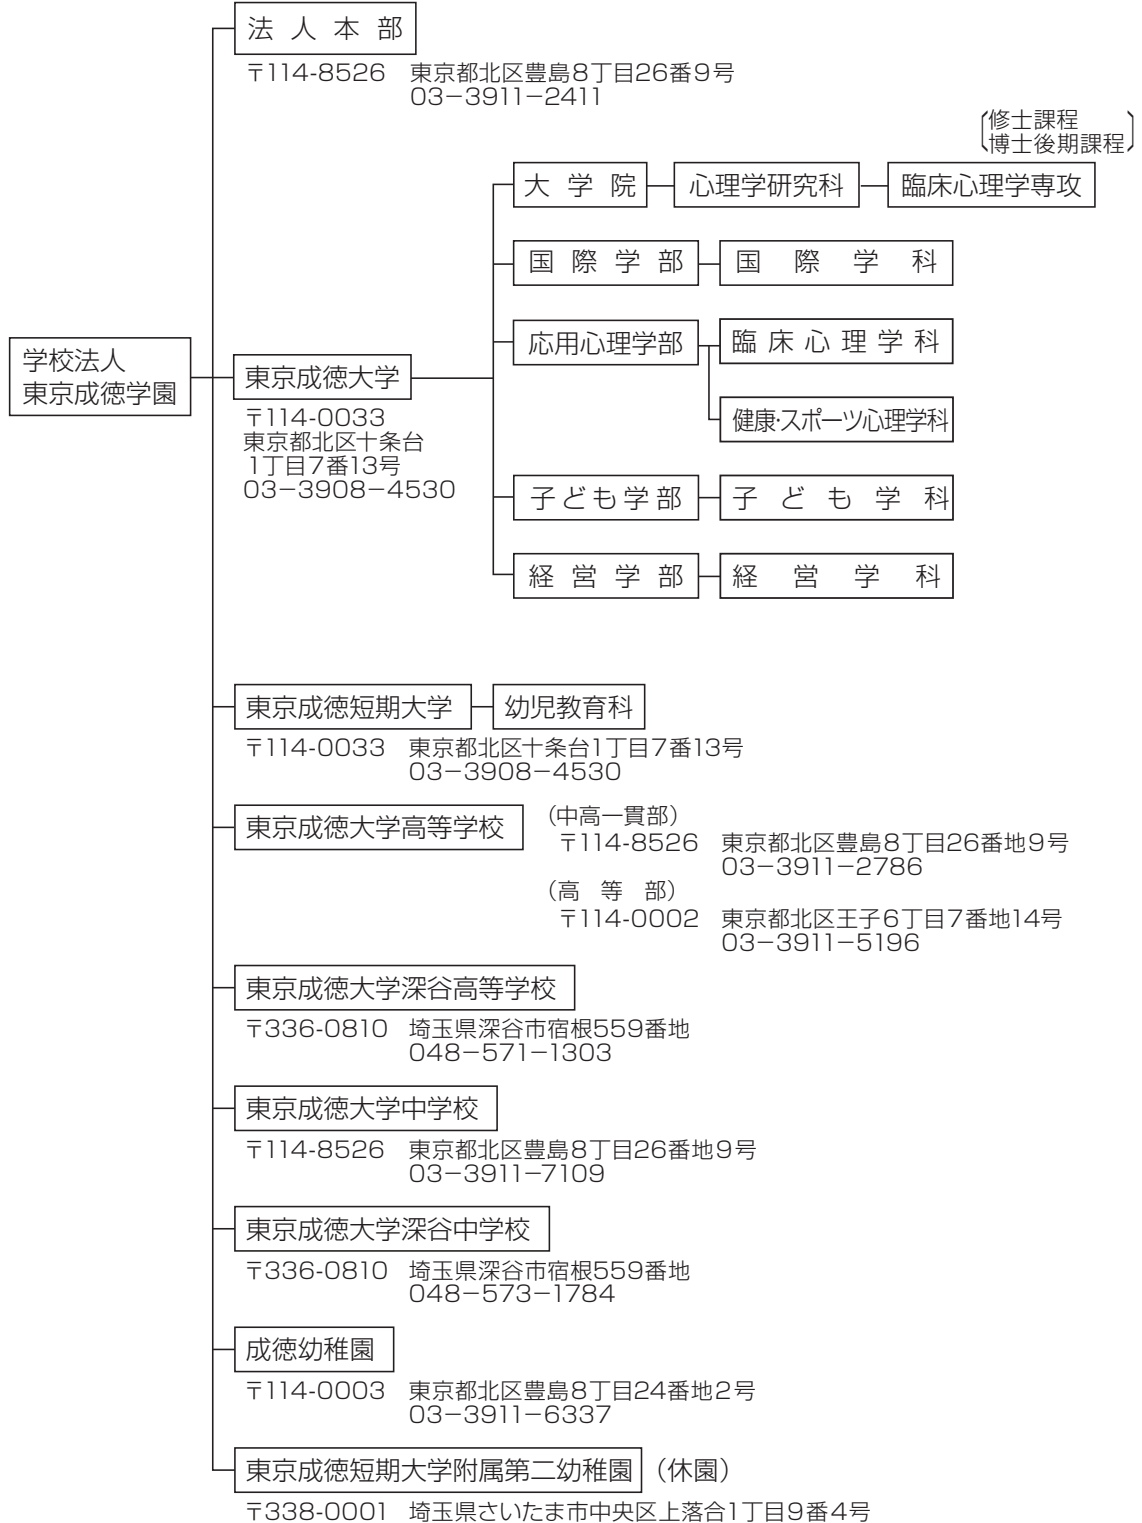 法人本部
〒114-8526 東京都北区豊島8丁目26番9号
03−3911−2411
修士課程
博士後期課程
大学院 心理学研究科 臨床心理学専攻
国際学部 国際学科
応用心理学部 臨床心理学科
健康・スポーツ心理学科
子ども学部 子ども学科
経営学部 経営学科
学校法人
東京成徳学園
東京成徳大学
〒114-0033
東京都北区十条台
1丁目7番13号
03−3908−4530
東京成徳短期大学 幼児教育科
〒114-0033 東京都北区十条台1丁目7番13号
03−3908−4530
東京成徳大学高等学校
（中高一貫部）
〒114-8526 東京都北区豊島8丁目26番地9号
03−3911−2786
（高等部）
〒114-0002 東京都北区王子6丁目7番地14号
03−3911−5196
東京成徳大学深谷高等学校
〒336-0810 埼玉県深谷市宿根559番地
048−571−1303
東京成徳大学中学校
〒114-8526 東京都北区豊島8丁目26番地9号
03−3911−7109
東京成徳大学深谷中学校
〒336-0810 埼玉県深谷市宿根559番地
048−573−1784
成徳幼稚園
〒114-0003 東京都北区豊島8丁目24番地2号
03−3911−6337
東京成徳短期大学附属第二幼稚園（休園）
〒338-0001 埼玉県さいたま市中央区上落合1丁目9番4号